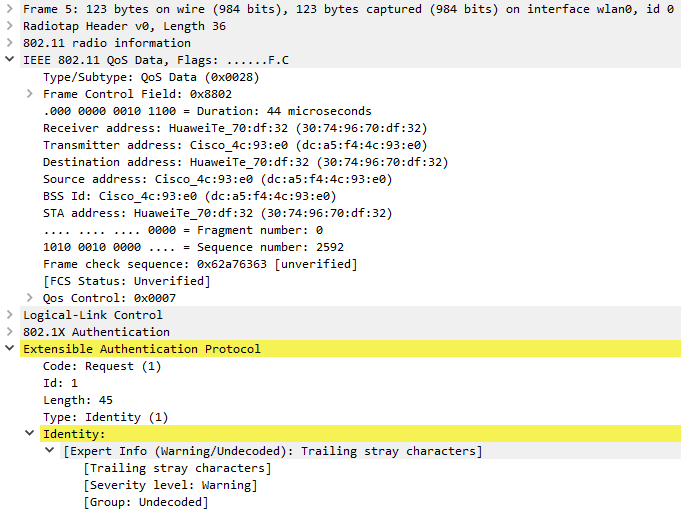 Frame 5: 123 bytes on wire (984 bits), 123 bytes captured (984 bits) on interface wlan0, id 0
Radiotap Header v0, Length 36
802.11 radio information
IEEE 802.11 QoS Data, Flags: ......F.C
Type/Subtype: QoS Data (0x0028)
Frame Control Field: 0x8802
.000 0000 0010 1100 = Duration: 44 microseconds
Receiver address: HuaweiTe_70:df:32 (30:74:96:70:df:32)
Transmitter address: Cisco_4c:93:e0 (dc:a5:f4:4c:93:e0)
Destination address: HuaweiTe_70:df:32 (30:74:96:70:df:32)
Source address: Cisco_4c:93:e0 (dc:a5:f4:4c:93:e0)
BSS Id: Cisco_4c:93:e0 (dc:a5:f4:4c:93:e0)
STA address: HuaweiTe_70:df:32 (30:74:96:70:df:32)
.... .... .... 0000 = Fragment number: 0
1010 0010 0000 .... = Sequence number: 2592
Frame check sequence: 0x62a76363 [unverified]
[FCS Status: Unverified]
Qos Control: 0x0007
Logical-Link Control
802.1X Authentication
Extensible Authentication Protocol
Code: Request (1)
Id: 1
Length: 45
Type: Identity (1)
Identity:
[Expert Info (Warning/Undecoded): Trailing stray characters]
[Trailing stray characters]
[Severity level: Warning]
[Group: Undecoded]